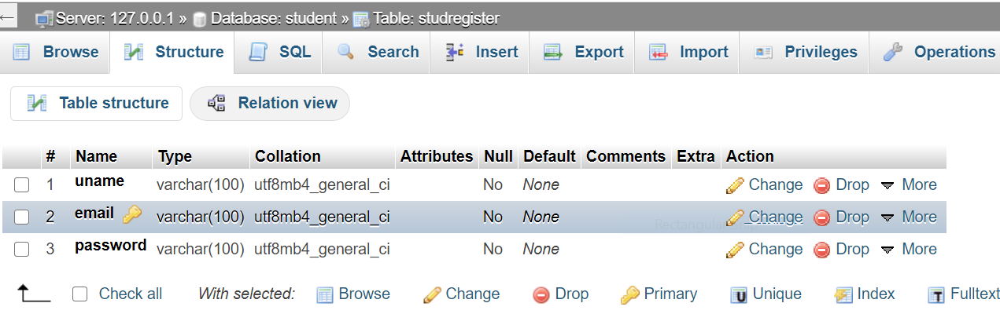 ← Server: 127.0.0.1 » Database: student » Table: studregister
Browse Structure SQL Search Insert Export Import Privileges Operations
Table structure Relation view
# Name Type Collation Attributes Null Default Comments Extra Action
1 uname varchar(100) utf8mb4_general_ci No None Change Drop More
2 email varchar(100) utf8mb4_general_ci No None Change Drop More
3 password varchar(100) utf8mb4_general_ci No None Change Drop More
Check all With selected: Browse Change Drop Primary Unique Index Fulltext